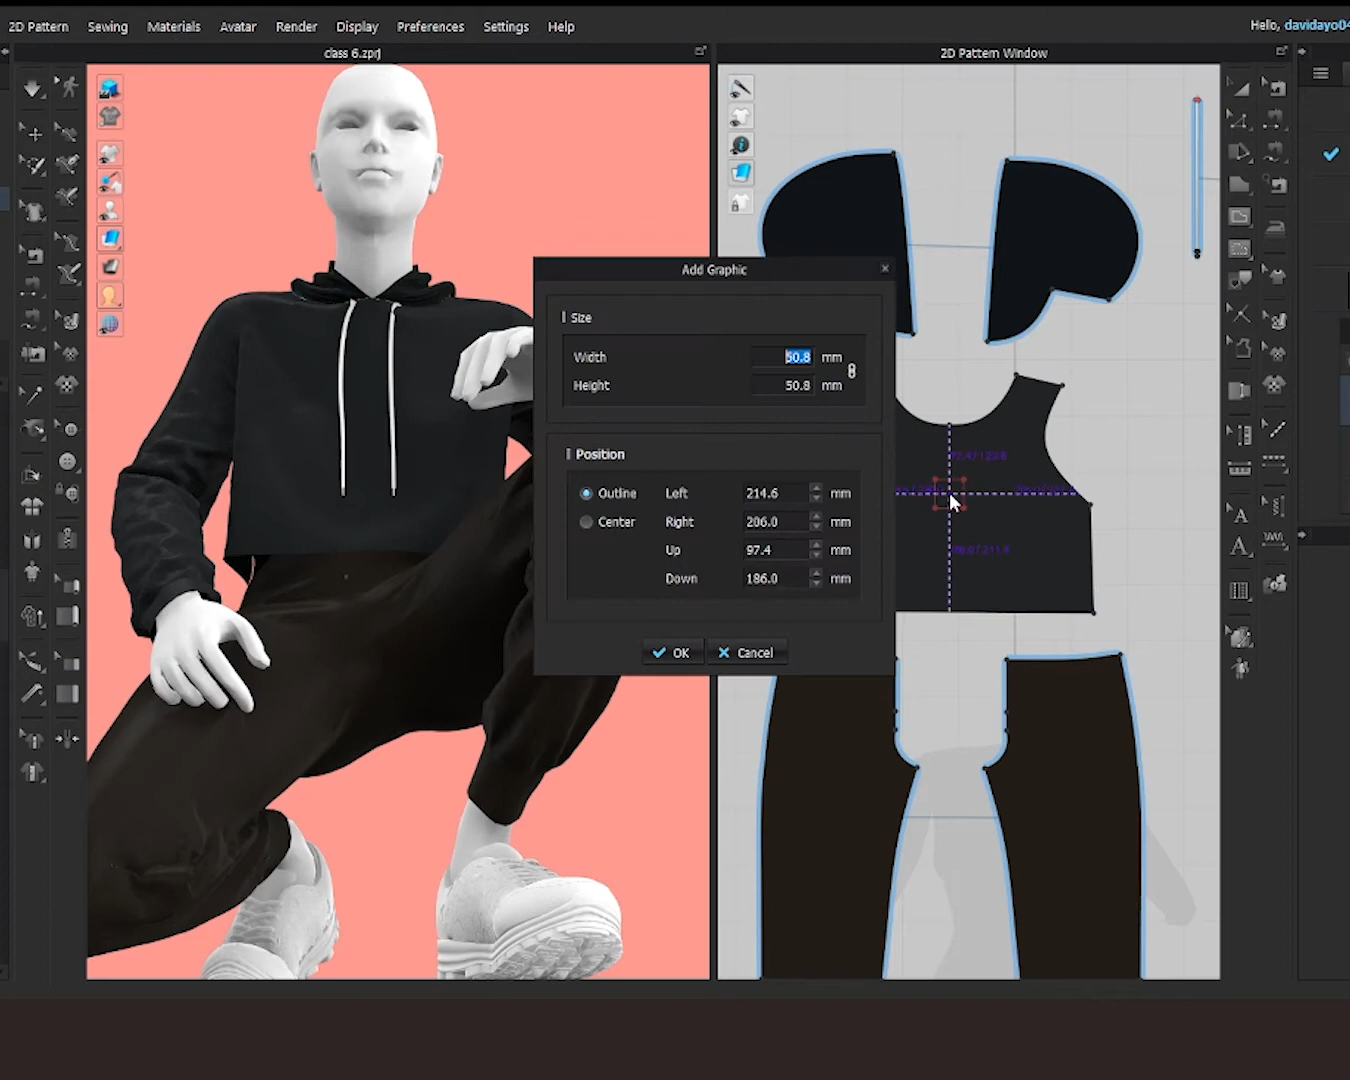 2D Pattern Sewing Materials Avatar Render Display Preferences Settings Help
Hello, davidayo04
class 6.zprj
2D Pattern Window
Add Graphic
Size
Width 50.8 mm
Height 50.8 mm
Position
Outline Left 214.6 mm
Center Right 206.0 mm
Up 97.4 mm
Down 186.0 mm
OK Cancel